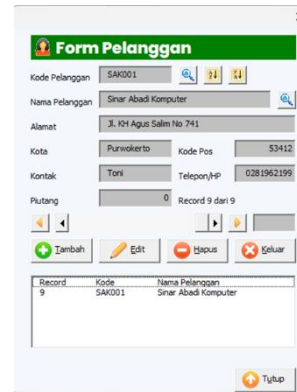 Form Pelanggan
Kode Pelanggan SAK001
Nama Pelanggan Sinar Abadi Komputer
Alamat Jl. KH Agus Salim No 741
Kota Purwokerto Kode Pos 53412
Kontak Toni Telepon/HP 0281962199
Piutang 0 Record 9 dari 9
Tambah Edit Hapus Keluar
Record Kode Nama Pelanggan
9 SAK001 Sinar Abadi Komputer
Tutup